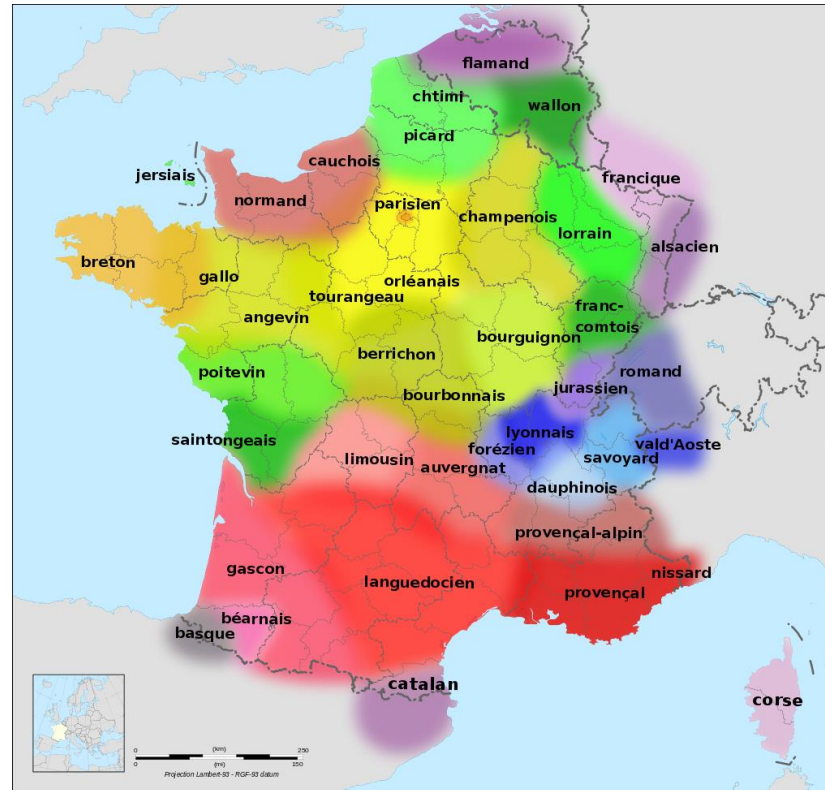 flamand
chtimi
wallon
picard
cauchois
francique
jersiais
normand
parisien
champenois
lorrain
alsacien
breton
gallo
orléanais
tourangeau
angevin
franc-
comtois
bourguignon
berrichon
poitevin
romand
jurassien
bourbonnais
saintongeais
lyonnais
vald'Aoste
forézien
savoyard
limousin
auvergnat
dauphinois
provençal-alpin
gascon
nissard
languedocien
provençal
béarnais
basque
catalan
corse
0 (km) 250
0 (mi) 150
Projection Lambert-93 - RGF-93 datum